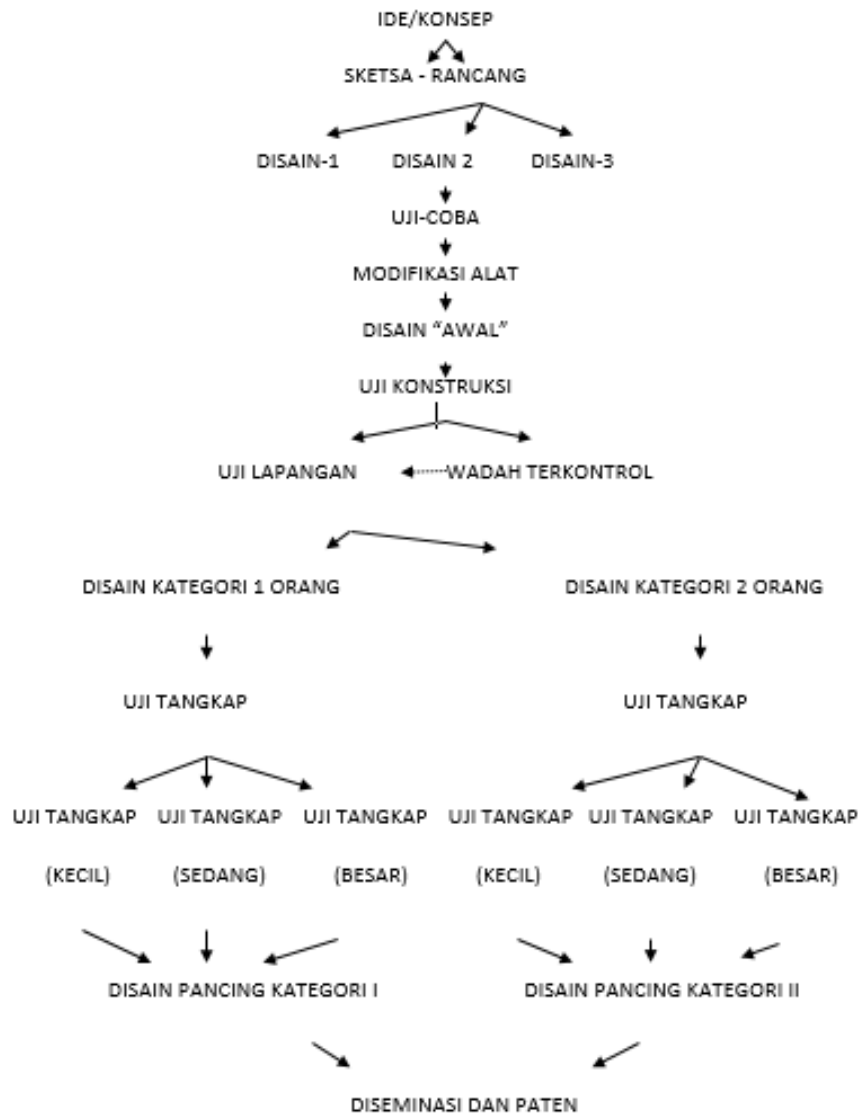 IDE/KONSEP
SKETSA - RANCANG
DISAIN-1 DISAIN 2 DISAIN-3
UJI-COBA
MODIFIKASI ALAT
DISAIN “AWAL”
UJI KONSTRUKSI
UJI LAPANGAN WADAH TERKONTROL
DISAIN KATEGORI 1 ORANG DISAIN KATEGORI 2 ORANG
UJI TANGKAP UJI TANGKAP
UJI TANGKAP UJI TANGKAP UJI TANGKAP UJI TANGKAP UJI TANGKAP UJI TANGKAP
(KECIL) (SEDANG) (BESAR) (KECIL) (SEDANG) (BESAR)
DISAIN PANCING KATEGORI I DISAIN PANCING KATEGORI II
DISEMINASI DAN PATEN